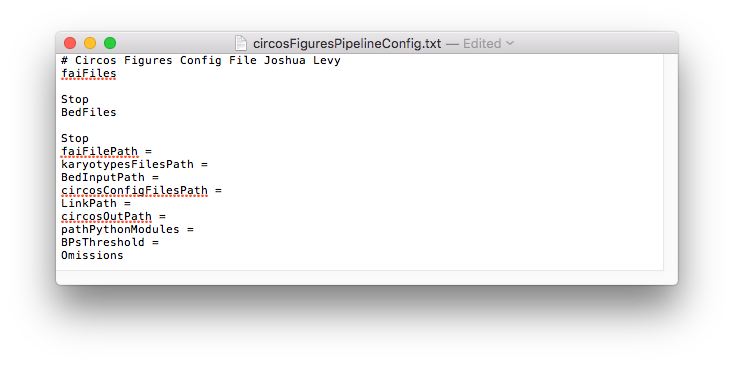 circosFiguresPipelineConfig.txt — Edited
# Circos Figures Config File Joshua Levy
faiFiles
Stop
BedFiles
Stop
faiFilePath =
karyotypesFilesPath =
BedInputPath =
circosConfigFilesPath =
LinkPath =
circosOutPath =
pathPythonModules =
BPsThreshold =
Omissions